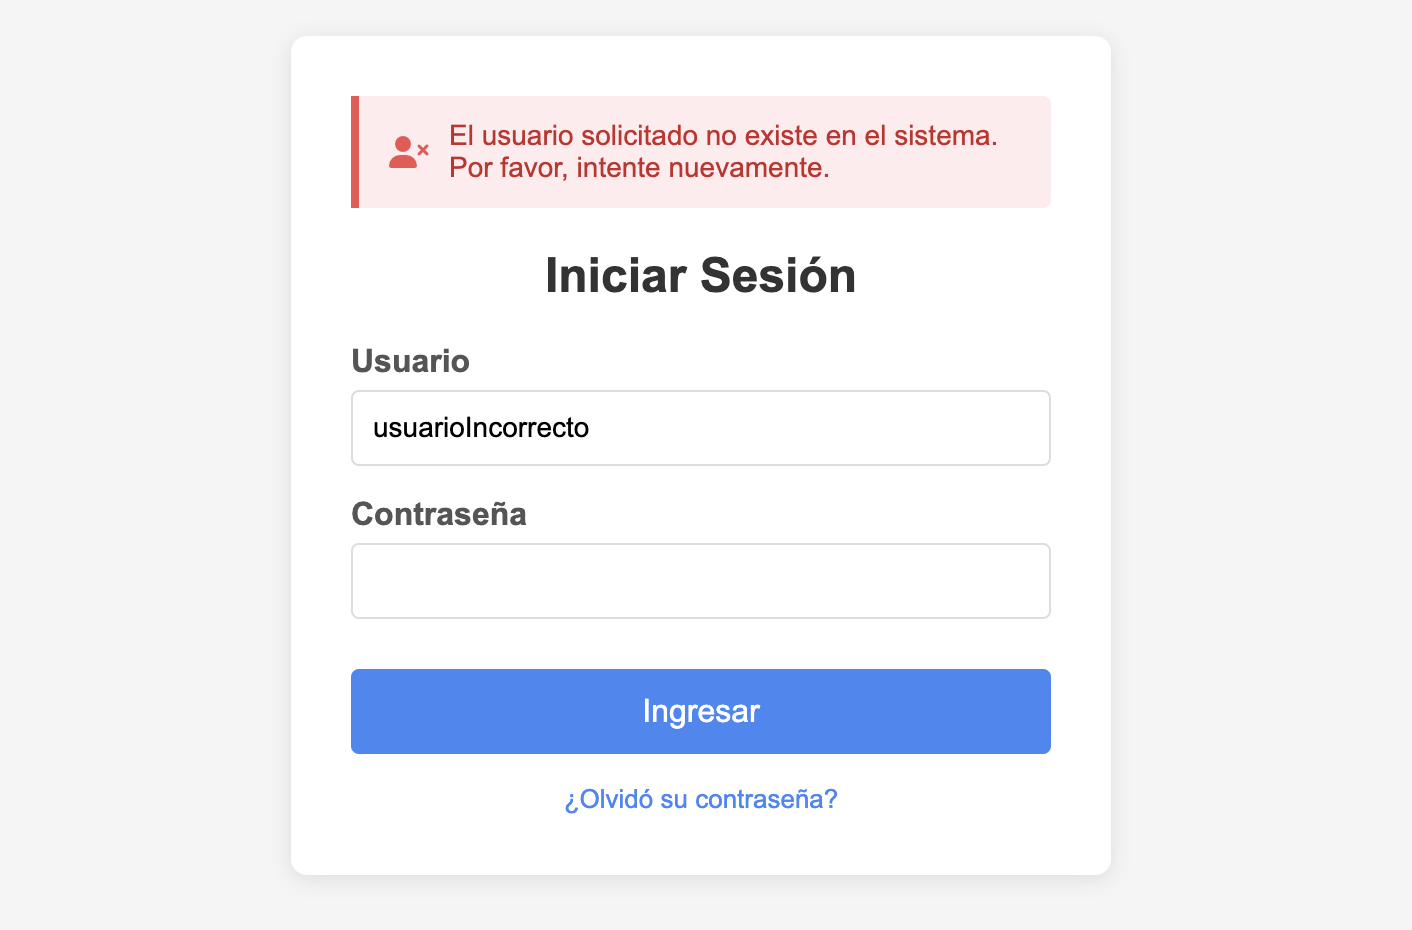 El usuario solicitado no existe en el sistema.
Por favor, intente nuevamente.
Iniciar Sesión
Usuario
usuarioIncorrecto
Contraseña
Ingresar
¿Olvidó su contraseña?